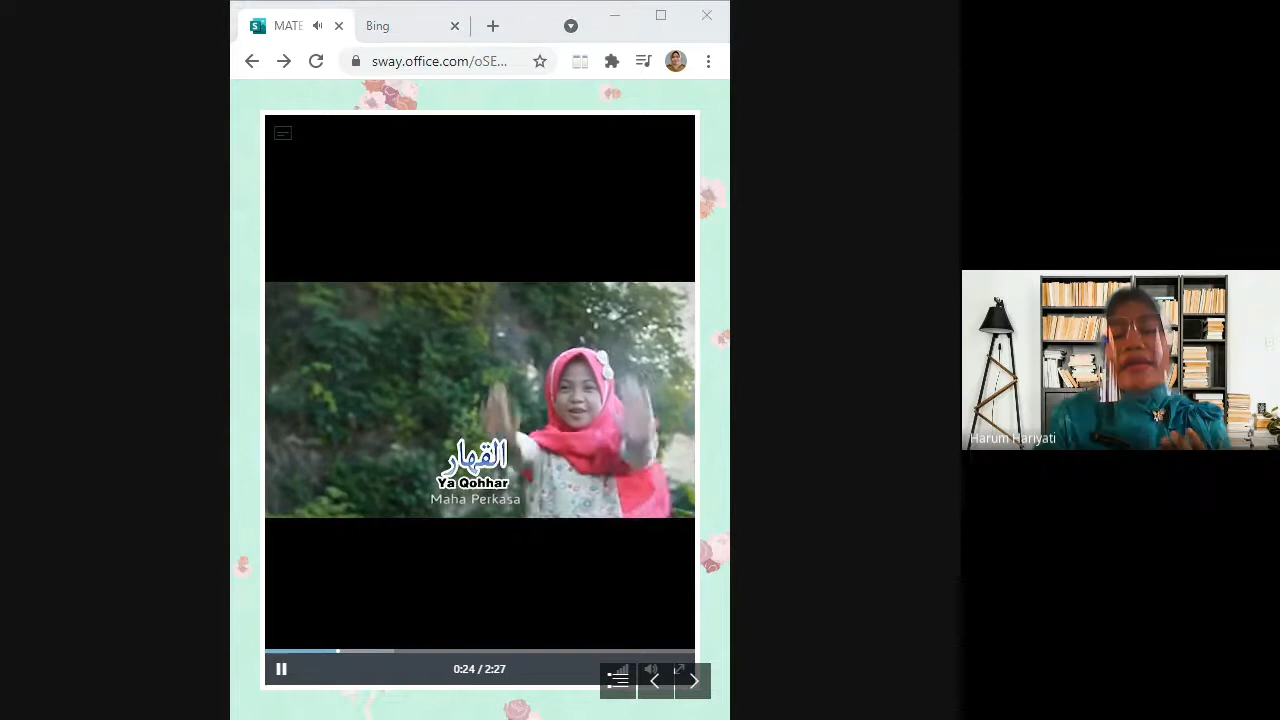 MATE
Bing
sway.office.com/oSE...
القهار
Ya Qohhar
Maha Perkasa
0:24 / 2:27
Harum Hariyati